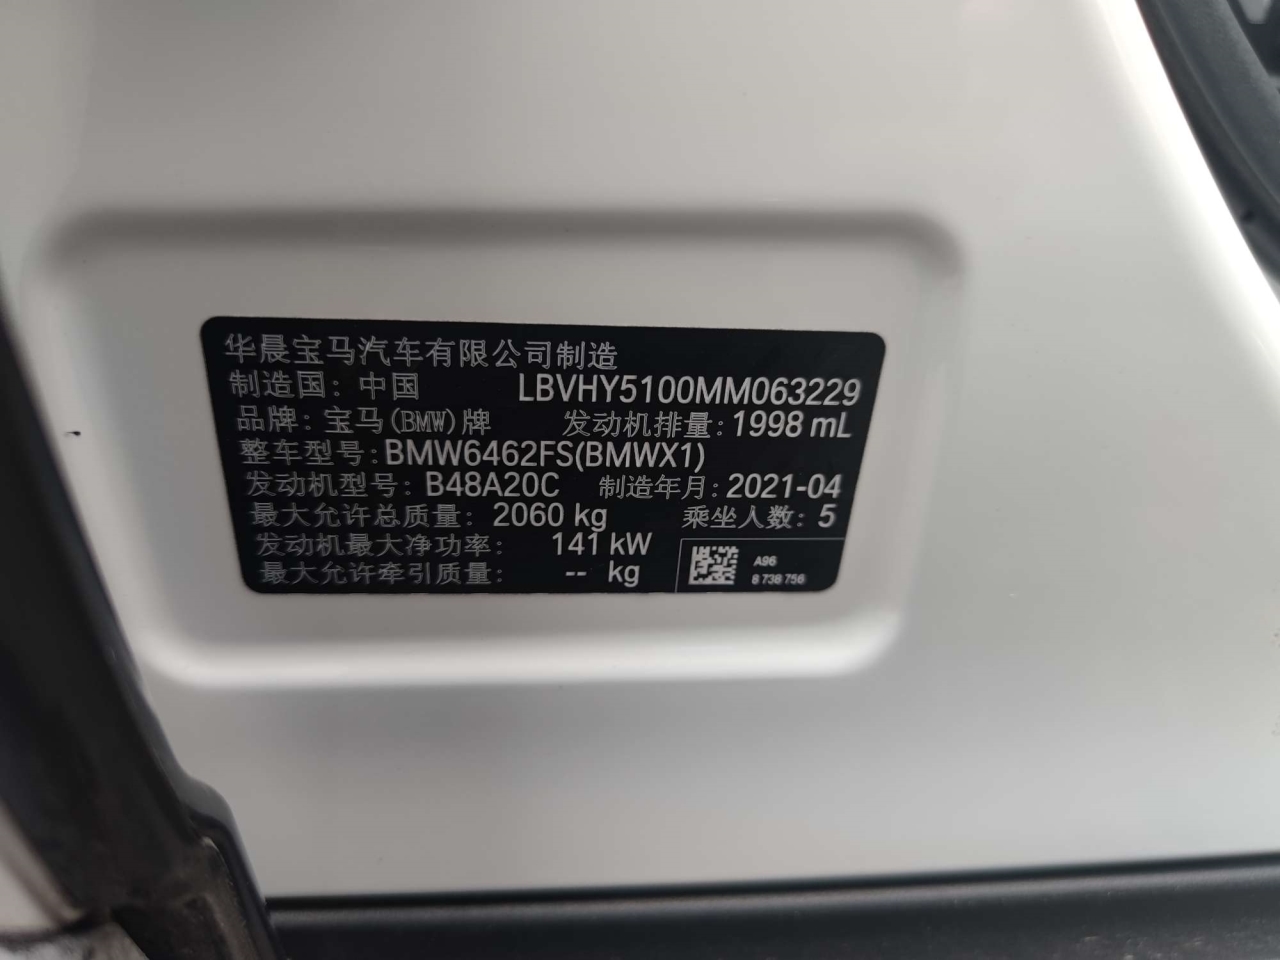 华晨宝马汽车有限公司制造
制造国: 中国 LBVHY5100MM063229
品牌: 宝马(BMW)牌 发动机排量: 1998 mL
整车型号: BMW6462FS(BMWX1)
发动机型号: B48A20C 制造年月: 2021-04
最大允许总质量: 2060 kg 乘坐人数: 5
发动机最大净功率: 141 kW
最大允许牵引质量: -- kg
A96
8 738 756